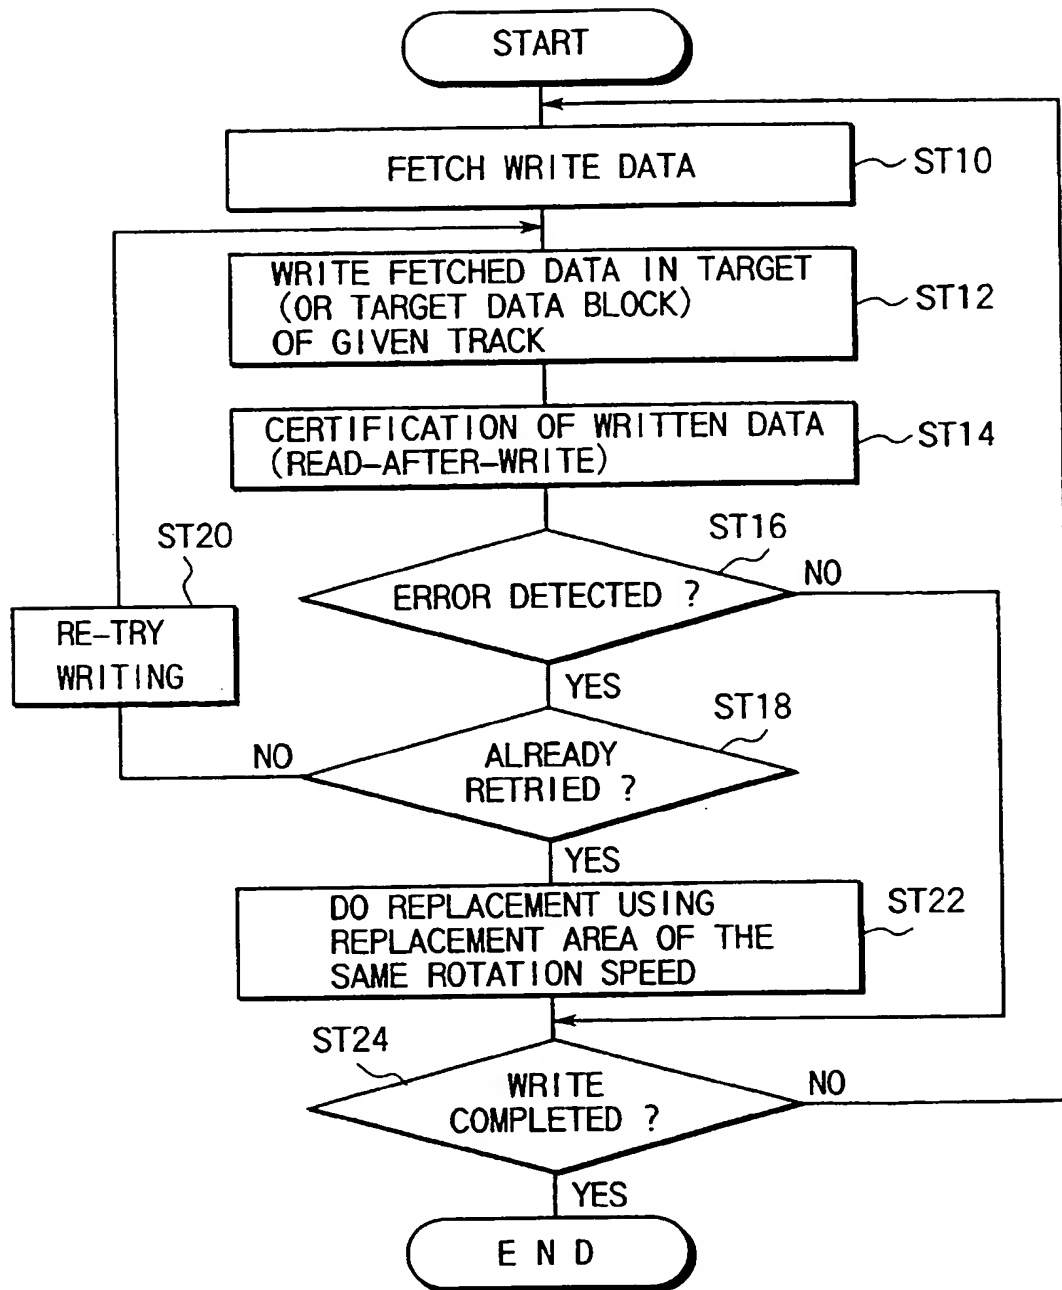 START
FETCH WRITE DATA
ST10
WRITE FETCHED DATA IN TARGET
(OR TARGET DATA BLOCK)
OF GIVEN TRACK
ST12
CERTIFICATION OF WRITTEN DATA
(READ-AFTER-WRITE)
ST14
ST20
ST16
ERROR DETECTED ?
NO
RE-TRY
WRITING
YES
ST18
NO
ALREADY
RETRIED ?
YES
DO REPLACEMENT USING
REPLACEMENT AREA OF THE
SAME ROTATION SPEED
ST22
ST24
WRITE
COMPLETED ?
NO
YES
END